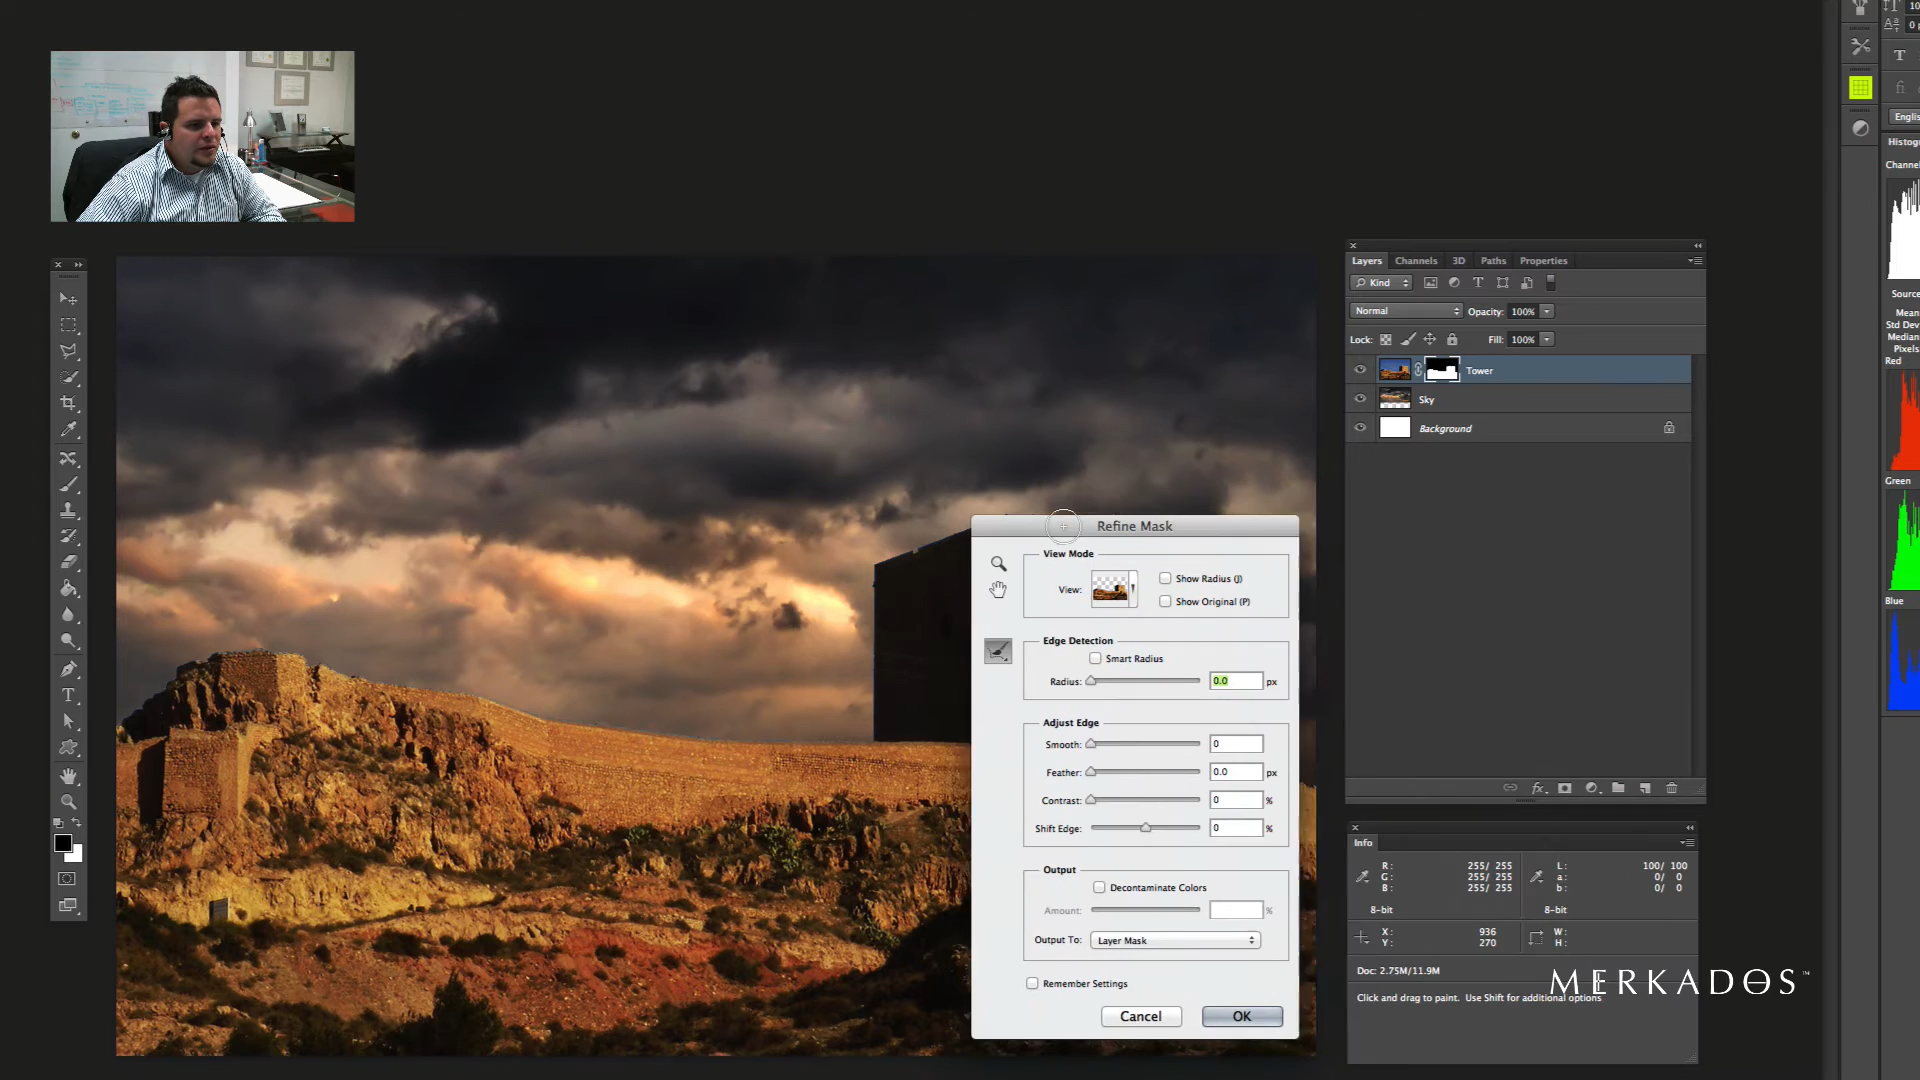 Refine Mask
View Mode
View:
Show Radius (J)
Show Original (P)
Edge Detection
Smart Radius
Radius: 0.0 px
Adjust Edge
Smooth: 0
Feather: 0.0 px
Contrast: 0 %
Shift Edge: 0 %
Output
Decontaminate Colors
Amount: %
Output To: Layer Mask
Remember Settings
Cancel OK
Layers Channels 3D Paths Properties
Kind
Normal Opacity: 100%
Lock: Fill: 100%
Tower
Sky
Background
fx
Info
R: 255/ 255 L: 100/ 100
G: 255/ 255 a: 0/ 0
B: 255/ 255 b: 0/ 0
8-bit 8-bit
X: 936 W:
Y: 270 H:
Doc: 2.75M/11.9M
Click and drag to paint. Use Shift for additional options
MERKADOS™
10
0
Englis
Histog
Channe
Source
Mean
Std Dev
Median
Pixels
Red
Green
Blue